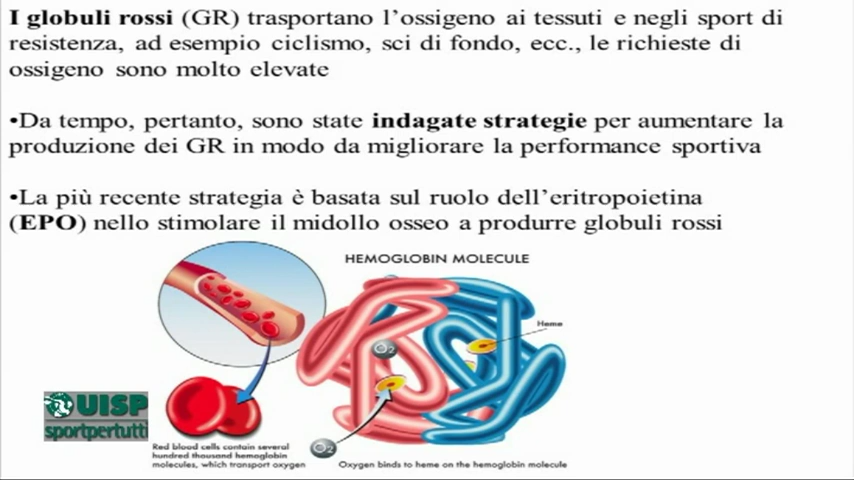 I globuli rossi (GR) trasportano l'ossigeno ai tessuti e negli sport di
resistenza, ad esempio ciclismo, sci di fondo, ecc., le richieste di
ossigeno sono molto elevate
•Da tempo, pertanto, sono state indagate strategie per aumentare la
produzione dei GR in modo da migliorare la performance sportiva
•La più recente strategia è basata sul ruolo dell'eritropoietina
(EPO) nello stimolare il midollo osseo a produrre globuli rossi
HEMOGLOBIN MOLECULE
Heme
O2
UISP
sportpertutti
Red blood cells contain several
hundred thousand hemoglobin
molecules, which transport oxygen
O2
Oxygen binds to heme on the hemoglobin molecule